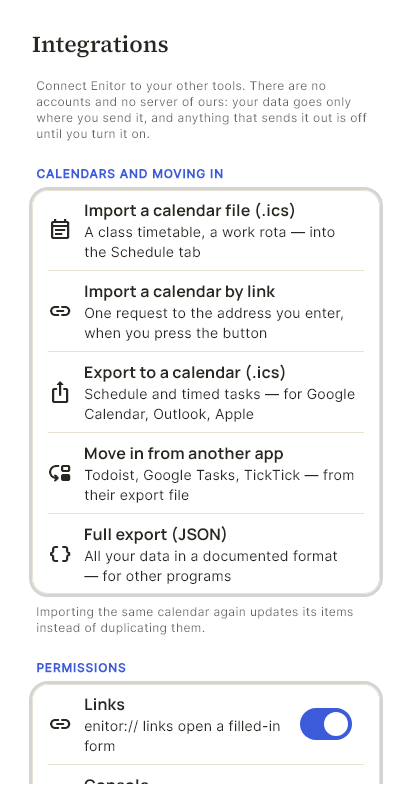 Integrations
Connect Enitor to your other tools. There are no
accounts and no server of ours: your data goes only
where you send it, and anything that sends it out is off
until you turn it on.
CALENDARS AND MOVING IN
Import a calendar file (.ics)
A class timetable, a work rota — into
the Schedule tab
Import a calendar by link
One request to the address you enter,
when you press the button
Export to a calendar (.ics)
Schedule and timed tasks — for Google
Calendar, Outlook, Apple
Move in from another app
Todoist, Google Tasks, TickTick — from
their export file
Full export (JSON)
All your data in a documented format
— for other programs
Importing the same calendar again updates its items
instead of duplicating them.
PERMISSIONS
Links
enitor:// links open a filled-in
form